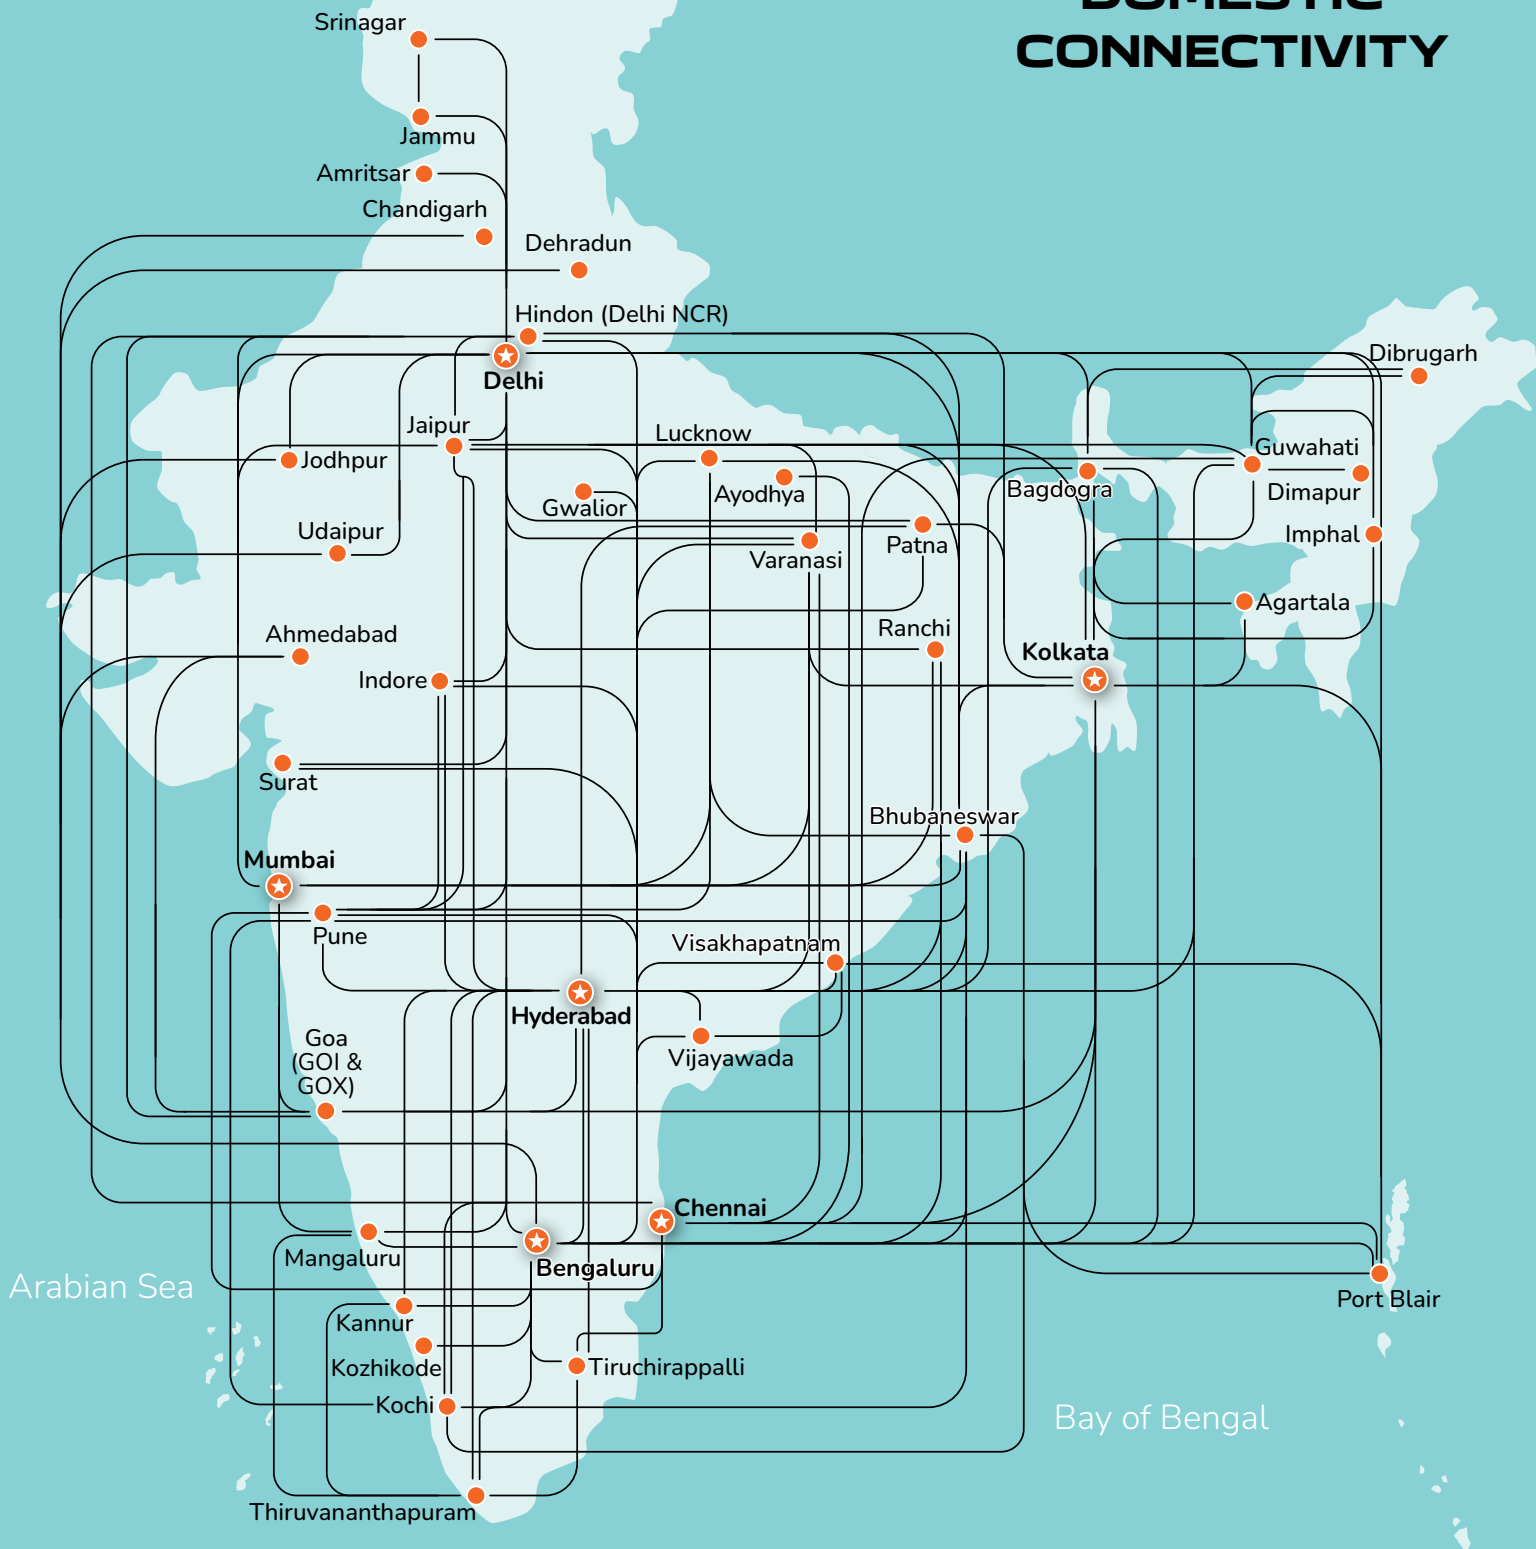 DOMESTIC
CONNECTIVITY
Srinagar
Jammu
Amritsar
Chandigarh
Dehradun
Hindon (Delhi NCR)
Delhi
Dibrugarh
Jaipur
Lucknow
Guwahati
Jodhpur
Ayodhya
Bagdogra
Dimapur
Gwalior
Udaipur
Varanasi
Patna
Imphal
Agartala
Ahmedabad
Ranchi
Kolkata
Indore
Surat
Bhubaneswar
Mumbai
Pune
Visakhapatnam
Hyderabad
Goa
(GOI &
GOX)
Vijayawada
Chennai
Mangaluru
Bengaluru
Arabian Sea
Port Blair
Kannur
Kozhikode
Tiruchirappalli
Kochi
Bay of Bengal
Thiruvananthapuram